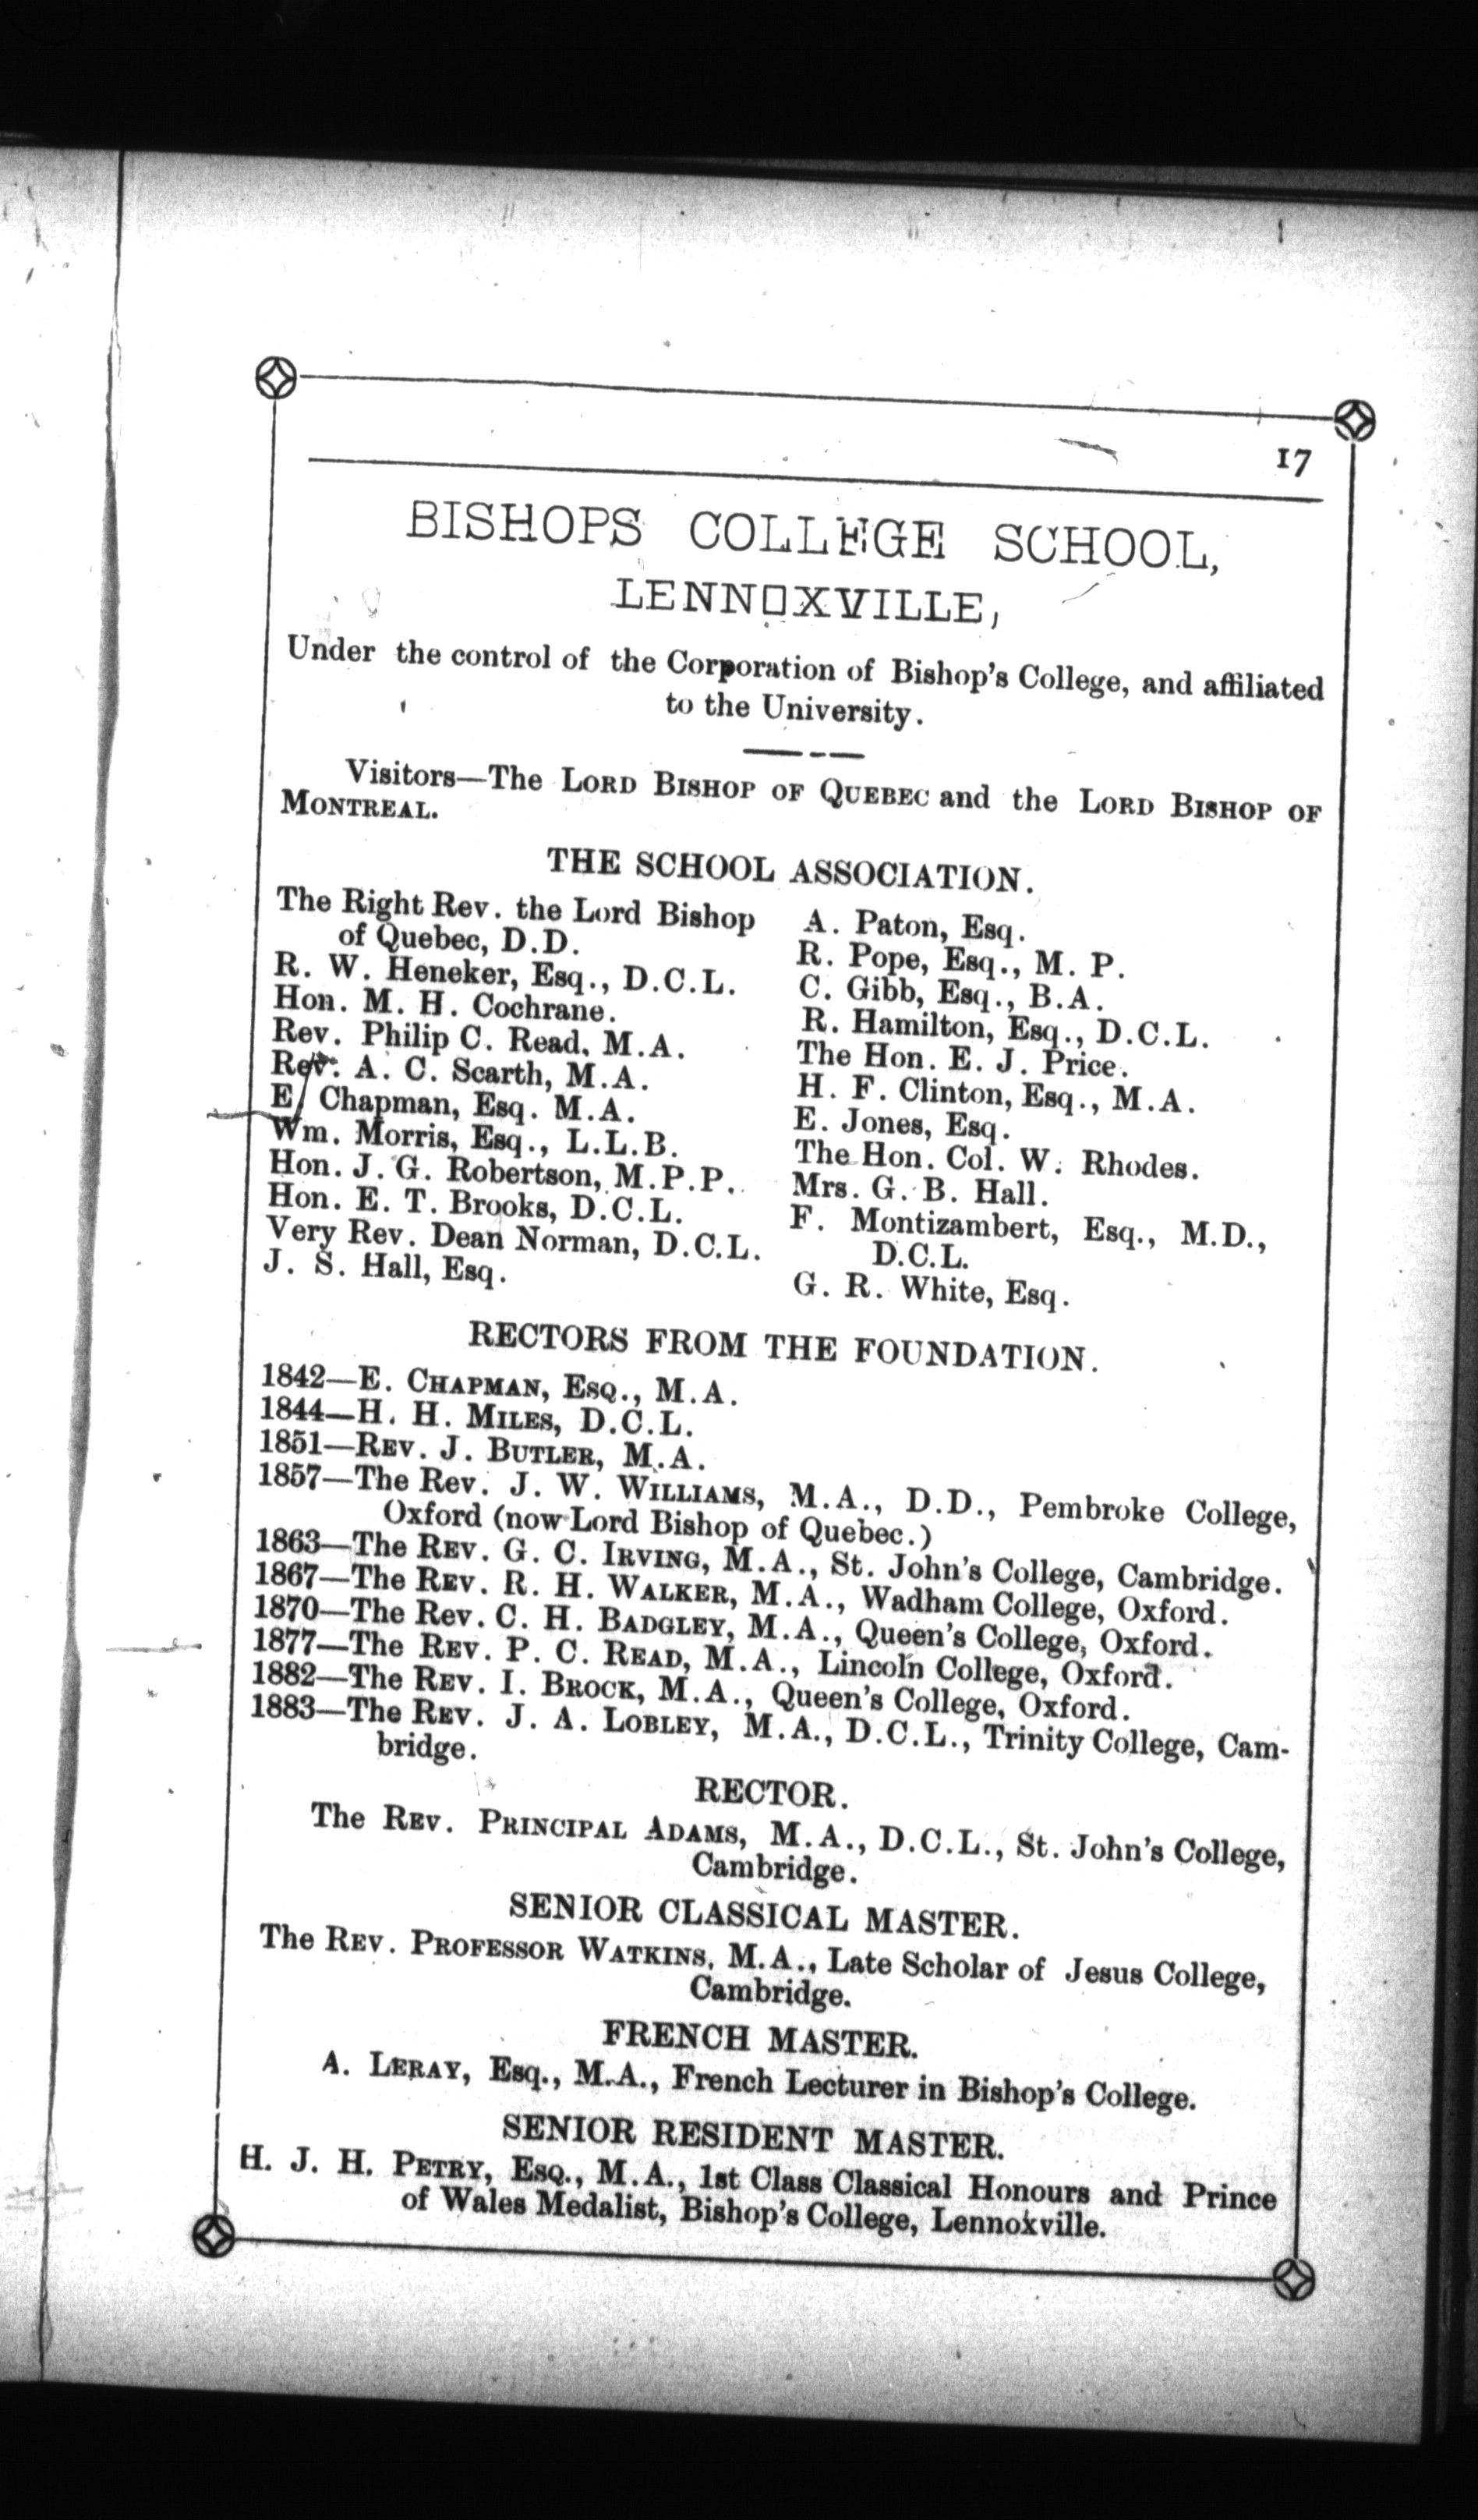 17
BISHOPS COLLEGE SCHOOL,
LENNOXVILLE,
Under the control of the Corporation of Bishop's College, and affiliated
to the University.
Visitors—The LORD BISHOP OF QUEBEC and the LORD BISHOP OF
MONTREAL.
THE SCHOOL ASSOCIATION.
The Right Rev. the Lord Bishop
of Quebec, D.D.
R. W. Heneker, Esq., D.C.L.
Hon. M. H. Cochrane.
Rev. Philip C. Read, M.A.
Rev. A. C. Scarth, M.A.
E. Chapman, Esq. M.A.
Wm. Morris, Esq., L.L.B.
Hon. J. G. Robertson, M.P.P.
Hon. E. T. Brooks, D.C.L.
Very Rev. Dean Norman, D.C.L.
J. S. Hall, Esq.
A. Paton, Esq.
R. Pope, Esq., M. P.
C. Gibb, Esq., B.A.
R. Hamilton, Esq., D.C.L.
The Hon. E. J. Price.
H. F. Clinton, Esq., M.A.
E. Jones, Esq.
The Hon. Col. W. Rhodes.
Mrs. G. B. Hall.
F. Montizambert, Esq., M.D.,
D.C.L.
G. R. White, Esq.
RECTORS FROM THE FOUNDATION.
1842—E. CHAPMAN, ESQ., M.A.
1844—H. H. MILES, D.C.L.
1851—REV. J. BUTLER, M.A.
1857—The Rev. J. W. WILLIAMS, M.A., D.D., Pembroke College,
Oxford (now Lord Bishop of Quebec.)
1863—The REV. G. C. IRVING, M.A., St. John's College, Cambridge.
1867—The REV. R. H. WALKER, M.A., Wadham College, Oxford.
1870—The Rev. C. H. BADGLEY, M.A., Queen's College, Oxford.
1877—The REV. P. C. READ, M.A., Lincoln College, Oxford.
1882—The REV. I. BROCK, M.A., Queen's College, Oxford.
1883—The REV. J. A. LOBLEY, M.A., D.C.L., Trinity College, Cam-
bridge.
RECTOR.
The REV. PRINCIPAL ADAMS, M.A., D.C.L., St. John's College,
Cambridge.
SENIOR CLASSICAL MASTER.
The REV. PROFESSOR WATKINS, M.A., Late Scholar of Jesus College,
Cambridge.
FRENCH MASTER.
A. LERAY, Esq., M.A., French Lecturer in Bishop's College.
SENIOR RESIDENT MASTER.
H. J. H. PETRY, ESQ., M.A., 1st Class Classical Honours and Prince
of Wales Medalist, Bishop's College, Lennoxville.